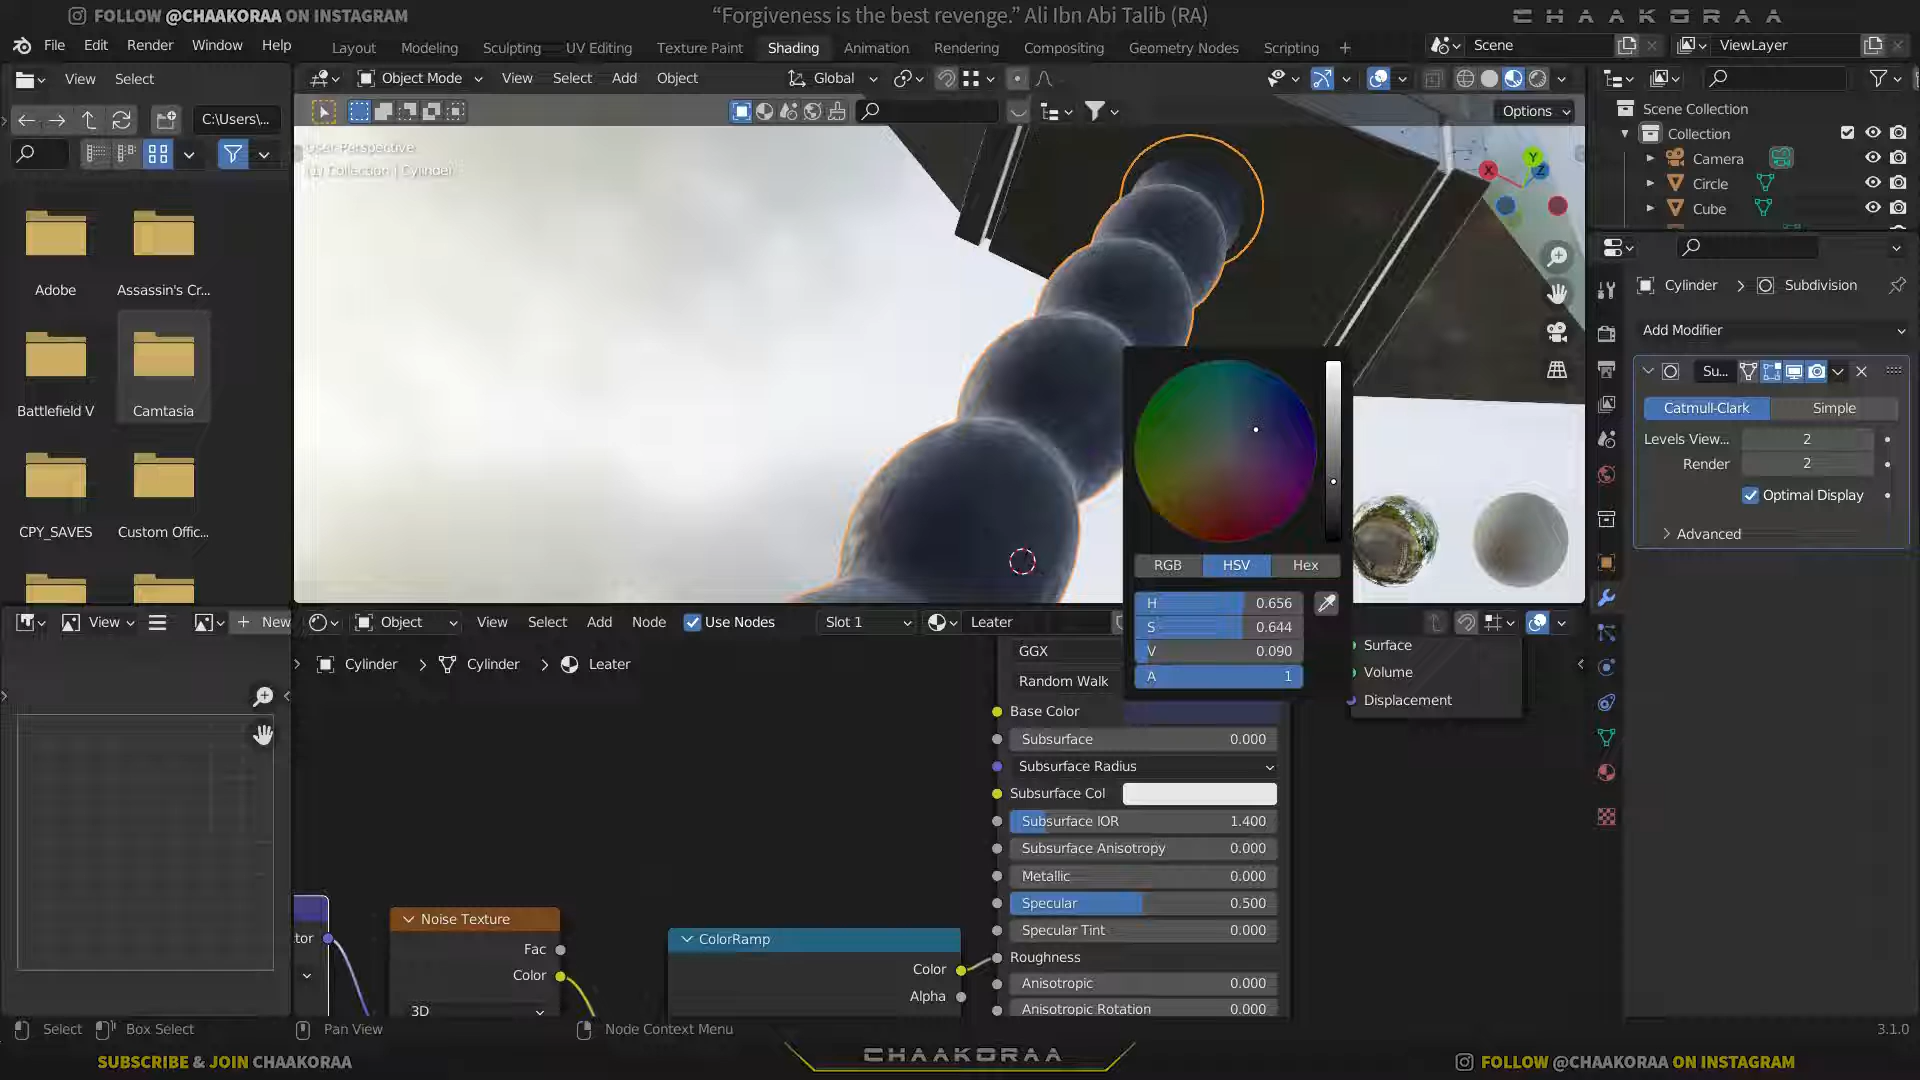 FOLLOW @CHAAKORAA ON INSTAGRAM
“Forgiveness is the best revenge.” Ali Ibn Abi Talib (RA)
CHAAKORAA
File Edit Render Window Help
Layout Modeling Sculpting UV Editing Texture Paint Shading Animation Rendering Compositing Geometry Nodes Scripting +
Scene
ViewLayer
View Select
Object Mode View Select Add Object
Global
C:\Users\...
Options
User Perspective
(1) Collection | Cylinder
Scene Collection
Collection
Camera
Circle
Cube
X Y Z
Adobe
Assassin's Cr...
Battlefield V
Camtasia
CPY_SAVES
Custom Offic...
Cylinder > Subdivision
Add Modifier
Su...
Catmull-Clark Simple
Levels View... 2
Render 2
Optimal Display
Advanced
RGB HSV Hex
H 0.656
S 0.644
V 0.090
A 1
View
+ New
Object View Select Add Node Use Nodes Slot 1 Leater
Cylinder > Cylinder > Leater
GGX
Random Walk
Base Color
Subsurface 0.000
Subsurface Radius
Subsurface Col
Subsurface IOR 1.400
Subsurface Anisotropy 0.000
Metallic 0.000
Specular 0.500
Specular Tint 0.000
Roughness
Anisotropic 0.000
Anisotropic Rotation 0.000
Surface
Volume
Displacement
tor
Noise Texture
Fac
Color
3D
ColorRamp
Color
Alpha
Select Box Select Pan View Node Context Menu
3.1.0
SUBSCRIBE & JOIN CHAAKORAA
CHAAKORAA
FOLLOW @CHAAKORAA ON INSTAGRAM